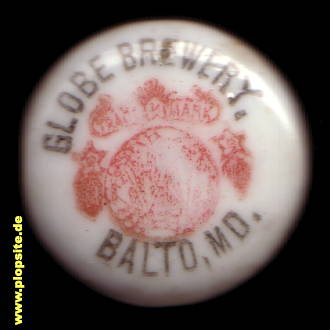 GLOBE BREWERY.
TRADE MARK
BALTO, MD.
www.plopsite.de